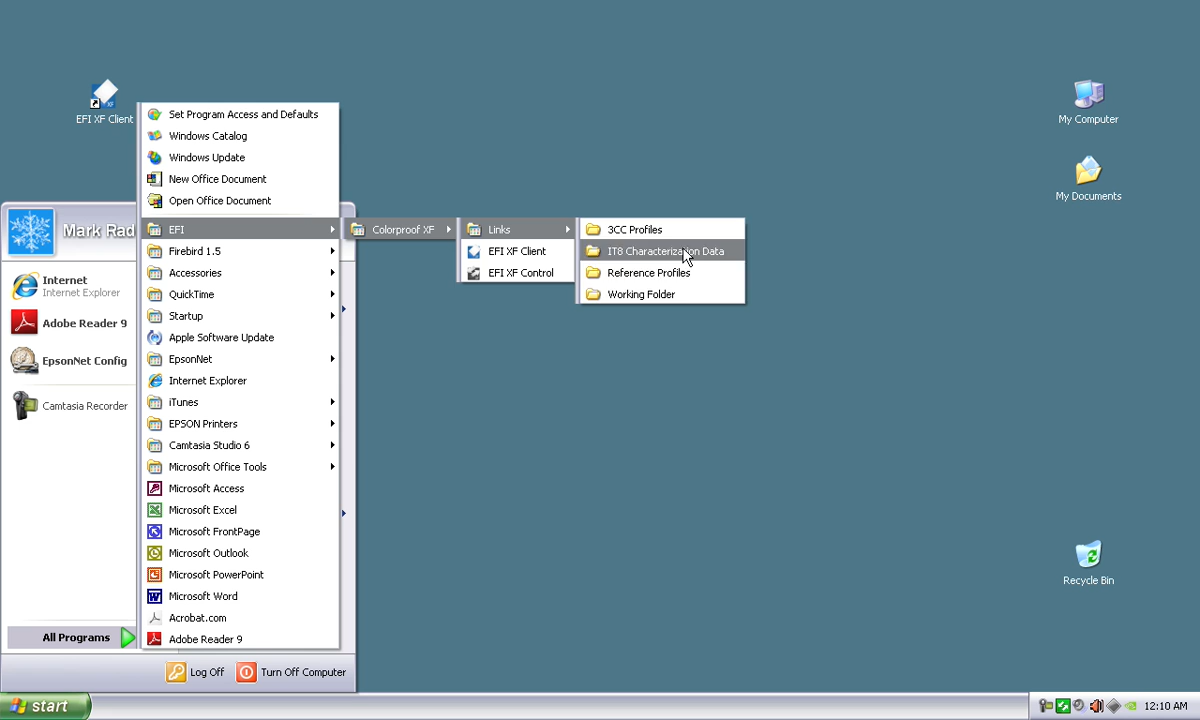 EFI XF Client
My Computer
My Documents
Recycle Bin
Mark Rad
Internet
Internet Explorer
Adobe Reader 9
EpsonNet Config
Camtasia Recorder
All Programs
Set Program Access and Defaults
Windows Catalog
Windows Update
New Office Document
Open Office Document
EFI
Firebird 1.5
Accessories
QuickTime
Startup
Apple Software Update
EpsonNet
Internet Explorer
iTunes
EPSON Printers
Camtasia Studio 6
Microsoft Office Tools
Microsoft Access
Microsoft Excel
Microsoft FrontPage
Microsoft Outlook
Microsoft PowerPoint
Microsoft Word
Acrobat.com
Adobe Reader 9
Colorproof XF
Links
EFI XF Client
EFI XF Control
3CC Profiles
IT8 Characterization Data
Reference Profiles
Working Folder
Log Off
Turn Off Computer
start
12:10 AM